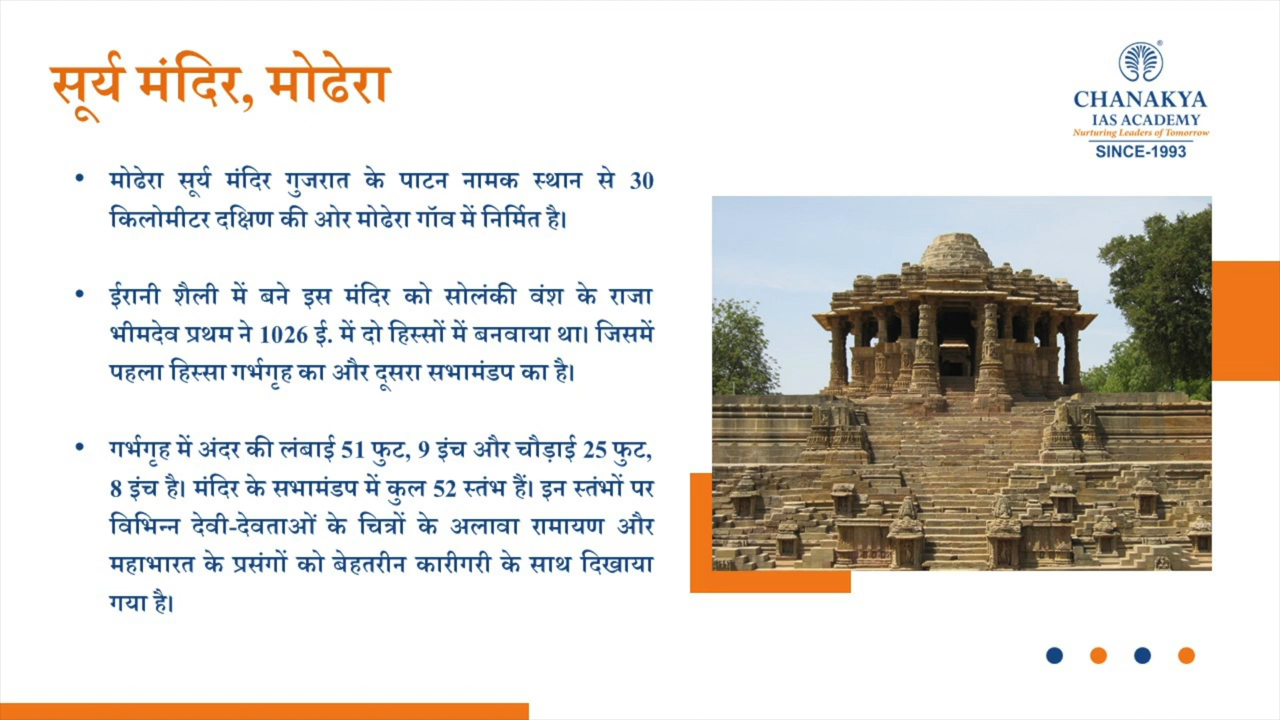 सूर्य मंदिर, मोढेरा
CHANAKYA
IAS ACADEMY
Nurturing Leaders of Tomorrow
SINCE-1993
• मोढेरा सूर्य मंदिर गुजरात के पाटन नामक स्थान से 30
किलोमीटर दक्षिण की ओर मोढेरा गॉव में निर्मित है।
• ईरानी शैली में बने इस मंदिर को सोलंकी वंश के राजा
भीमदेव प्रथम ने 1026 ई. में दो हिस्सों में बनवाया था। जिसमें
पहला हिस्सा गर्भगृह का और दूसरा सभामंडप का है।
• गर्भगृह में अंदर की लंबाई 51 फुट, 9 इंच और चौड़ाई 25 फुट,
8 इंच है। मंदिर के सभामंडप में कुल 52 स्तंभ हैं। इन स्तंभों पर
विभिन्न देवी-देवताओं के चित्रों के अलावा रामायण और
महाभारत के प्रसंगों को बेहतरीन कारीगरी के साथ दिखाया
गया है।